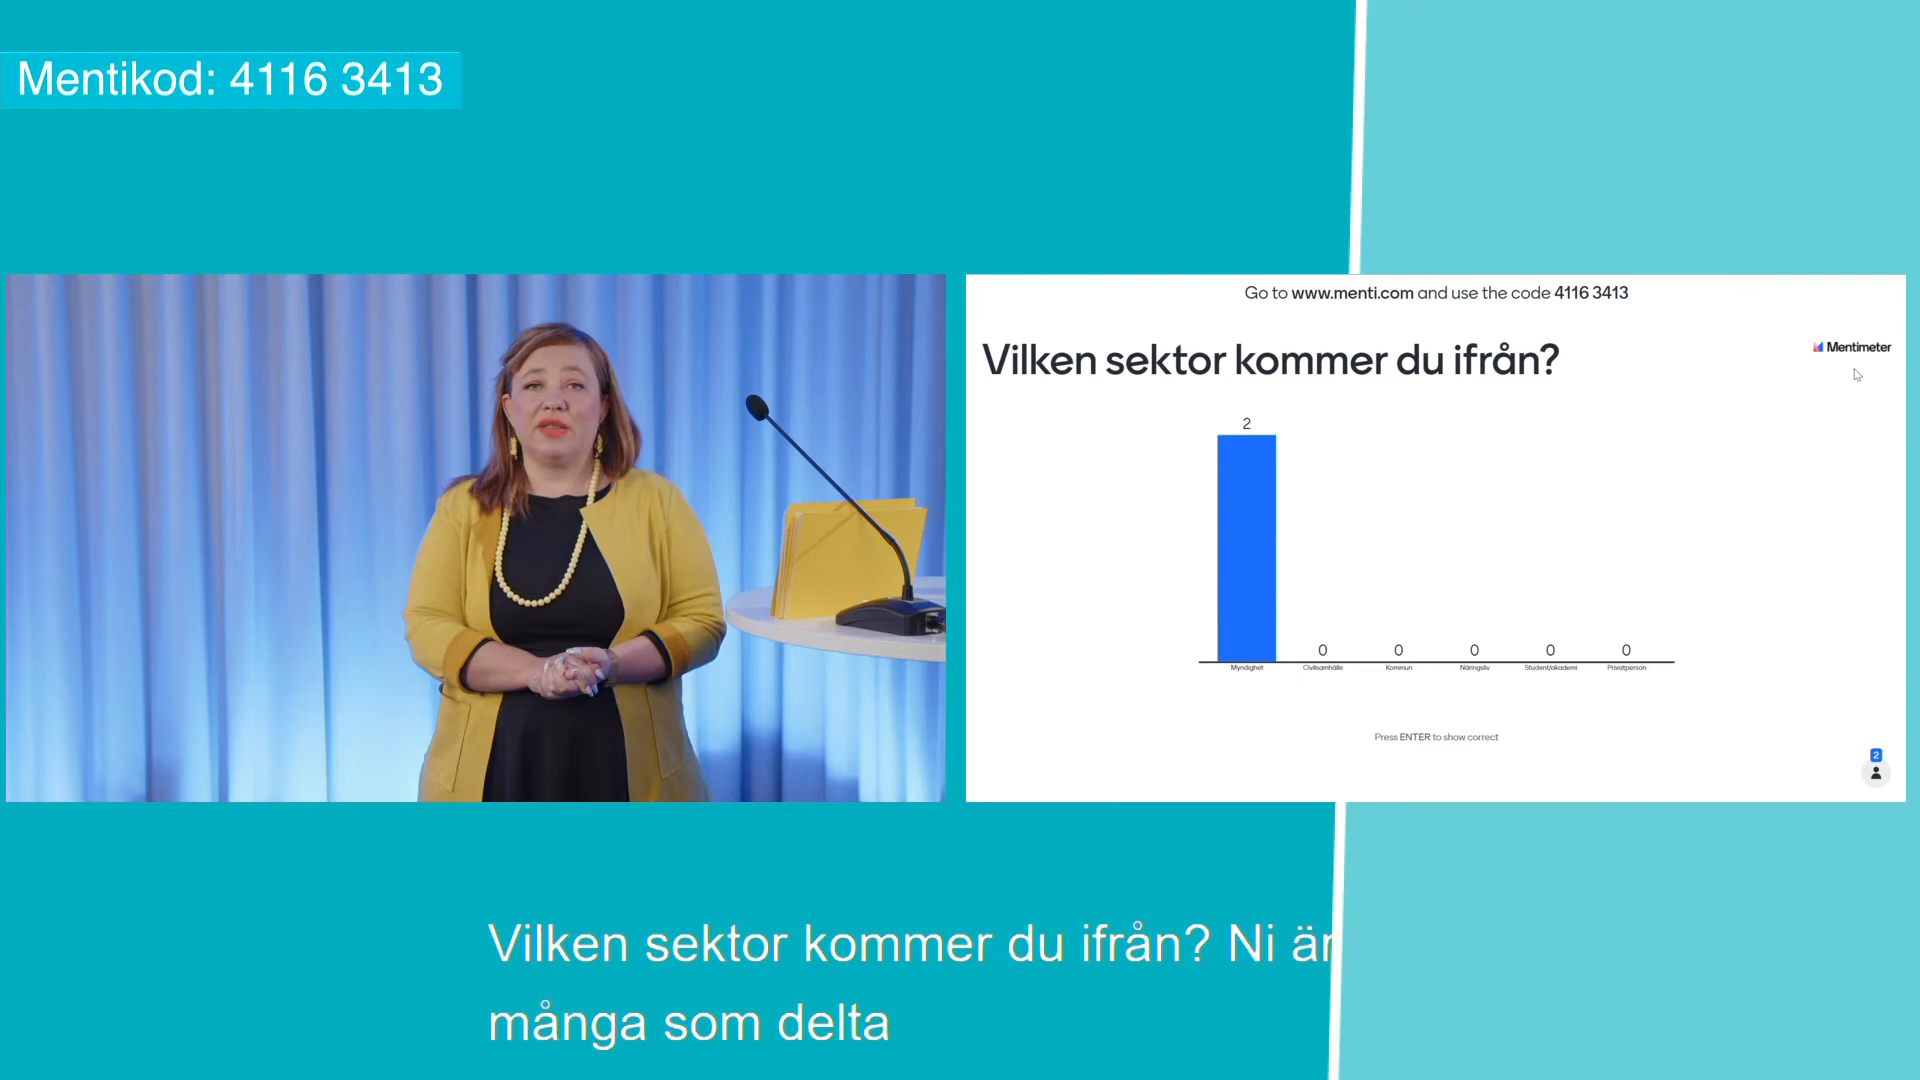 Mentikod: 4116 3413
Go to www.menti.com and use the code 4116 3413
Vilken sektor kommer du ifrån?
Mentimeter
2
0 0 0 0 0
Myndighet Civilsamhälle Kommun Näringsliv Student/akademi Privatperson
Press ENTER to show correct
2
Vilken sektor kommer du ifrån? Ni är
många som delta